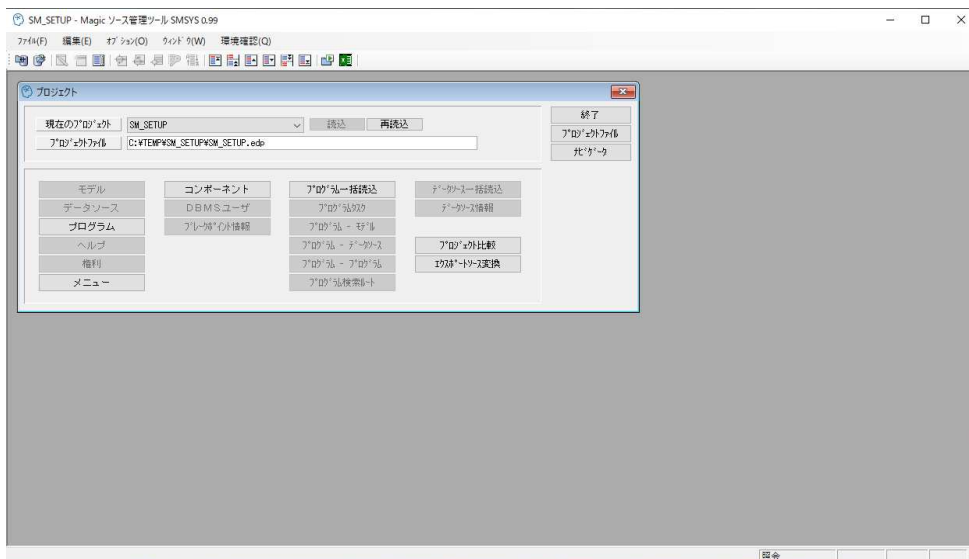 SM_SETUP - Magic ソース管理ツール SMSYS 0.99
ファイル(F) 編集(E) オプション(O) ウィンドウ(W) 環境確認(Q)
プロジェクト
現在のプロジェクト SM_SETUP 読込 再読込
プロジェクトファイル C:¥TEMP¥SM_SETUP¥SM_SETUP.edp
終了
プロジェクトファイル
ナビゲータ
モデル コンポーネント プログラム一括読込 データソース一括読込
データソース DBMSユーザ プログラムタスク データソース情報
プログラム ブレークポイント情報 プログラム - モデル
ヘルプ プログラム - データソース プロジェクト比較
権利 プログラム - プログラム エクスポートソース変換
メニュー プログラム検索ルート
照会